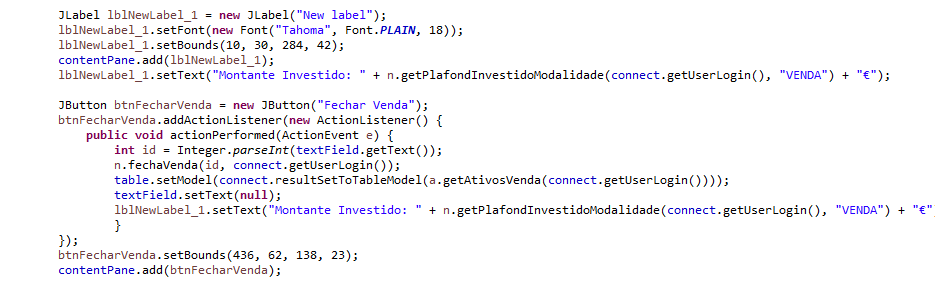 JLabel lblNewLabel_1 = new JLabel("New label");
lblNewLabel_1.setFont(new Font("Tahoma", Font.PLAIN, 18));
lblNewLabel_1.setBounds(10, 30, 284, 42);
contentPane.add(lblNewLabel_1);
lblNewLabel_1.setText("Montante Investido: " + n.getPlafondInvestidoModalidade(connect.getUserLogin(), "VENDA") + "€");
JButton btnFecharVenda = new JButton("Fechar Venda");
btnFecharVenda.addActionListener(new ActionListener() {
public void actionPerformed(ActionEvent e) {
int id = Integer.parseInt(textField.getText());
n.fechaVenda(id, connect.getUserLogin());
table.setModel(connect.resultSetToTableModel(a.getAtivosVenda(connect.getUserLogin())));
textField.setText(null);
lblNewLabel_1.setText("Montante Investido: " + n.getPlafondInvestidoModalidade(connect.getUserLogin(), "VENDA") + "€"
}
});
btnFecharVenda.setBounds(436, 62, 138, 23);
contentPane.add(btnFecharVenda);